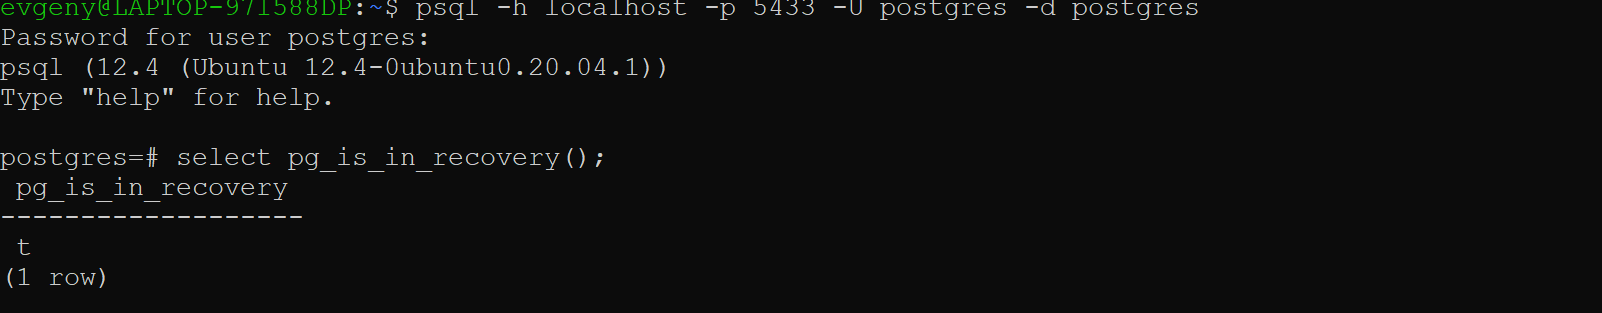 evgeny@LAPTOP-97I588DP:~$ psql -h localhost -p 5433 -U postgres -d postgres
Password for user postgres:
psql (12.4 (Ubuntu 12.4-0ubuntu0.20.04.1))
Type "help" for help.
postgres=# select pg_is_in_recovery();
pg_is_in_recovery
-------------------
t
(1 row)